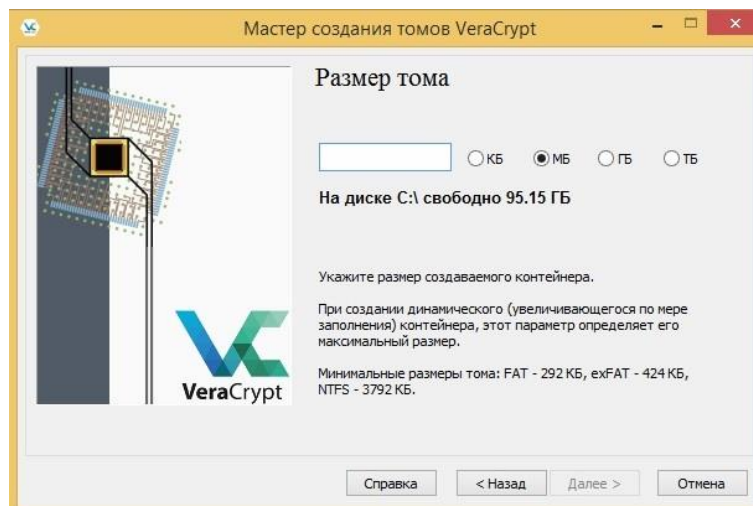 Мастер создания томов VeraCrypt
Размер тома
КБ МБ ГБ ТБ
На диске C:\ свободно 95.15 ГБ
Укажите размер создаваемого контейнера.
При создании динамического (увеличивающегося по мере
заполнения) контейнера, этот параметр определяет его
максимальный размер.
Минимальные размеры тома: FAT - 292 КБ, exFAT - 424 КБ,
NTFS - 3792 КБ.
VeraCrypt
Справка < Назад Далее > Отмена